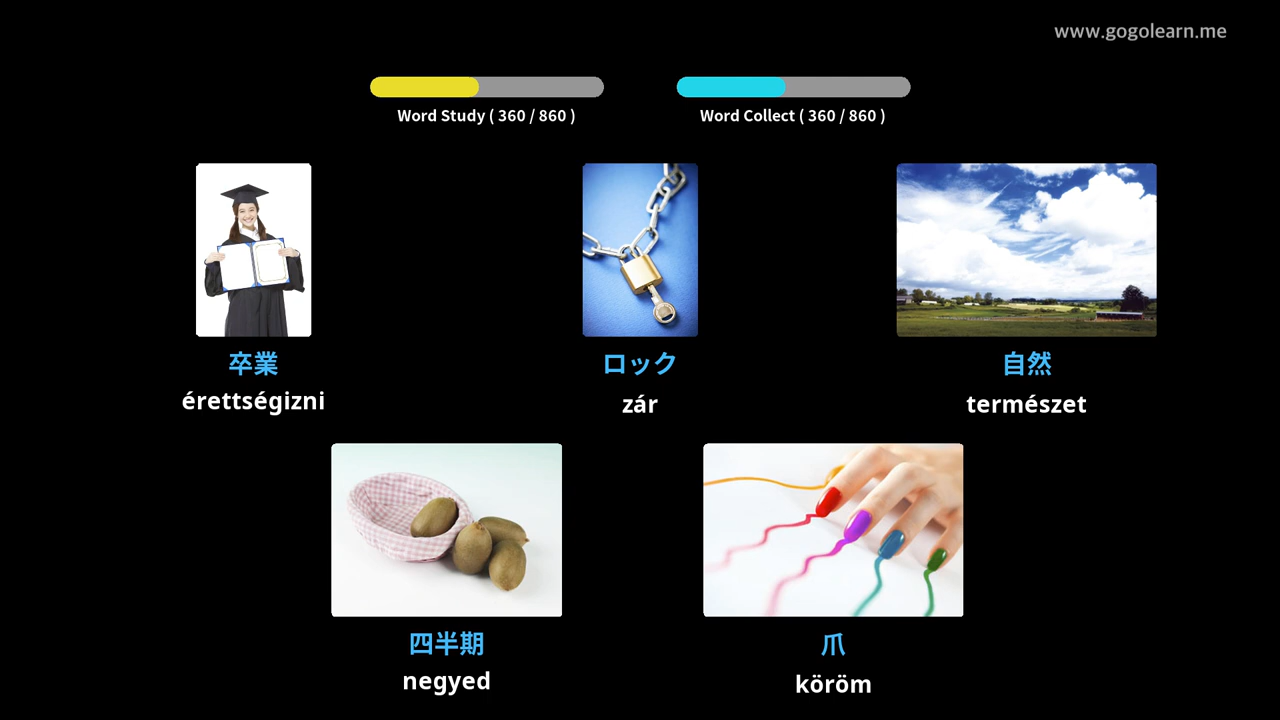 www.gogolearn.me
Word Study ( 360 / 860 )
Word Collect ( 360 / 860 )
卒業
érettségizni
ロック
zár
自然
természet
四半期
negyed
爪
köröm